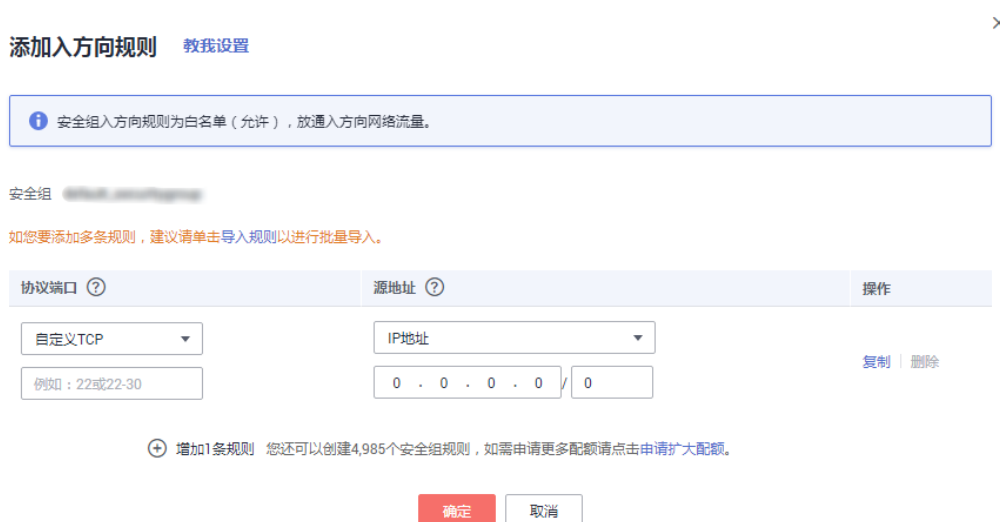 添加入方向规则 教我设置
安全组入方向规则为白名单（允许），放通入方向网络流量。
安全组
如您要添加多条规则，建议请单击导入规则以进行批量导入。
协议端口 源地址 操作
自定义TCP IP地址
复制 删除
例如：22或22-30 0 . 0 . 0 . 0 / 0
增加1条规则 您还可以创建4,985个安全组规则，如需申请更多配额请点击申请扩大配额。
确定 取消